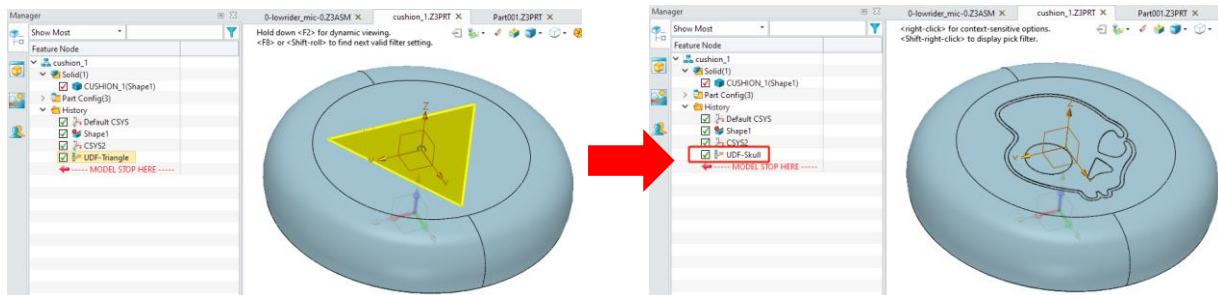 Manager
0-lowrider_mic-0.Z3ASM X cushion_1.Z3PRT X Part001.Z3PRT X
Show Most
Hold down <F2> for dynamic viewing.
<F8> or <Shift-roll> to find next valid filter setting.
Feature Node
cushion_1
Solid(1)
CUSHION_1(Shape1)
Part Config(3)
History
Default CSYS
Shape1
CSYS2
UDF-Triangle
----- MODEL STOP HERE -----
Z
Y
Manager
0-lowrider_mic-0.Z3ASM X cushion_1.Z3PRT X Part001.Z3PRT X
Show Most
<right-click> for context-sensitive options.
<Shift-right-click> to display pick filter.
Feature Node
cushion_1
Solid(1)
CUSHION_1(Shape1)
Part Config(3)
History
Default CSYS
Shape1
CSYS2
UDF-Skull
----- MODEL STOP HERE -----
Z
Y